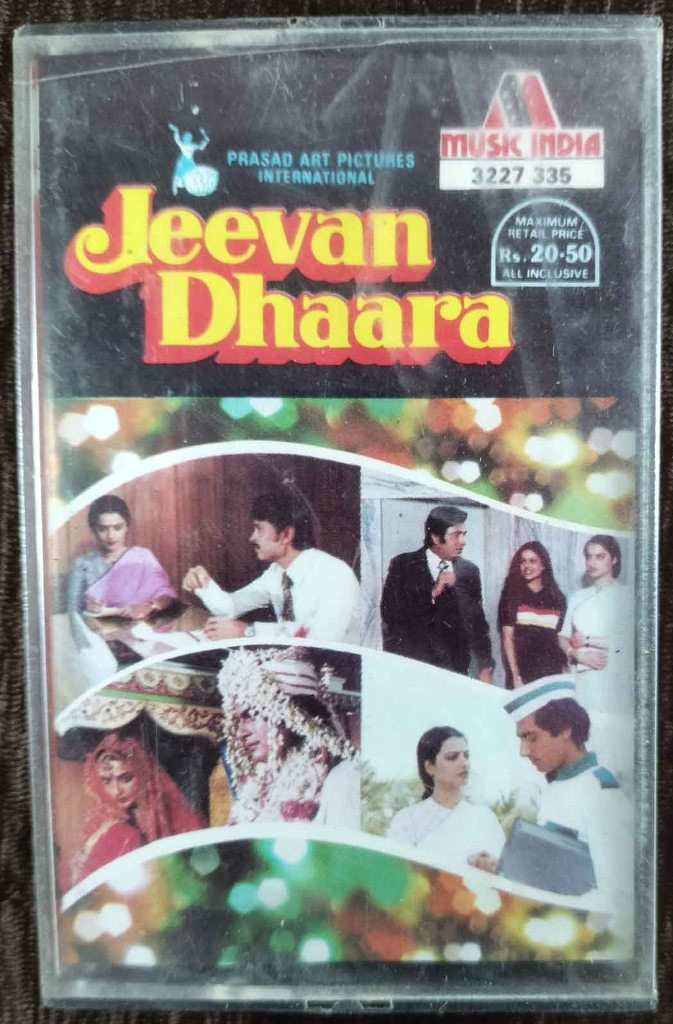 PRASAD ART PICTURES
INTERNATIONAL
MUSIC INDIA
3227 335
Jeevan
Dhaara
MAXIMUM
RETAIL PRICE
Rs. 20·50
ALL INCLUSIVE